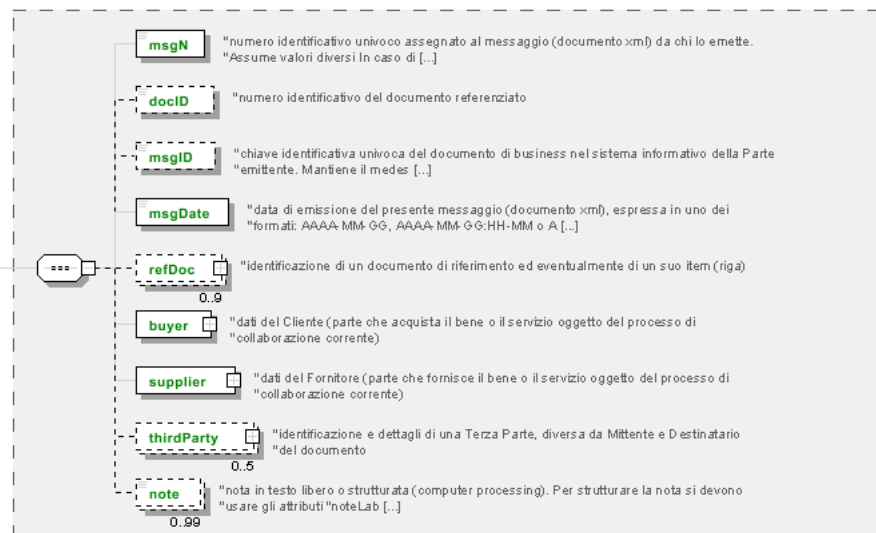 msgN
"numero identificativo univoco assegnato al messaggio (documento xml) da chi lo emette.
"Assume valori diversi In caso di [...]
docID
"numero identificativo del documento referenziato
msgID
"chiave identificativa univoca del documento di business nel sistema informativo della Parte
"emittente. Mantiene il medes [...]
msgDate
"data di emissione del presente messaggio (documento xml), espressa in uno dei
"formati: AAAA-MM-GG, AAAA-MM-GG:HH-MM o A [...]
refDoc
"identificazione di un documento di riferimento ed eventualmente di un suo item (riga)
0..9
buyer
"dati del Cliente (parte che acquista il bene o il servizio oggetto del processo di
"collaborazione corrente)
supplier
"dati del Fornitore (parte che fornisce il bene o il servizio oggetto del processo di
"collaborazione corrente)
thirdParty
"identificazione e dettagli di una Terza Parte, diversa da Mittente e Destinatario
"del documento
0..5
note
"nota in testo libero o strutturata (computer processing). Per strutturare la nota si devono
"usare gli attributi "noteLab [...]
0..99